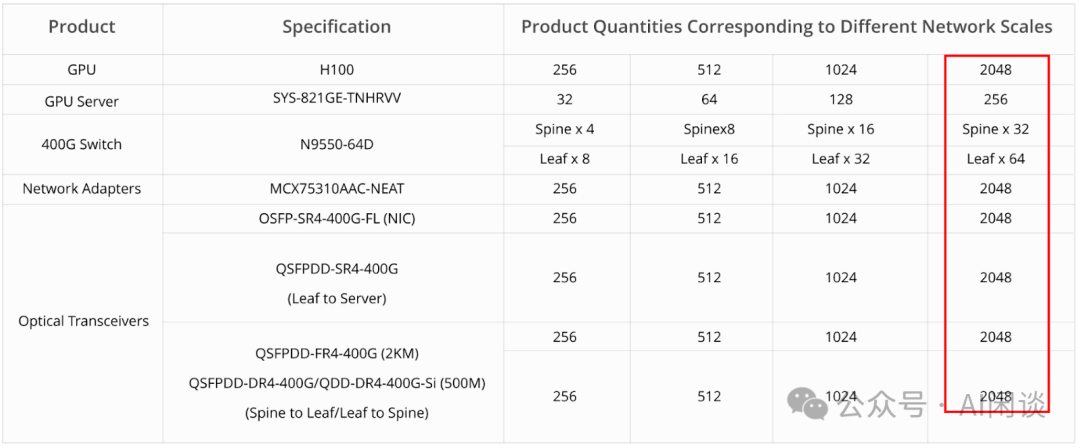 Product Specification Product Quantities Corresponding to Different Network Scales
GPU H100 256 512 1024 2048
GPU Server SYS-821GE-TNHRVV 32 64 128 256
400G Switch N9550-64D Spine x 4 Spinex8 Spine x 16 Spine x 32
Leaf x 8 Leaf x 16 Leaf x 32 Leaf x 64
Network Adapters MCX75310AAC-NEAT 256 512 1024 2048
Optical Transceivers OSFP-SR4-400G-FL (NIC) 256 512 1024 2048
QSFPDD-SR4-400G
(Leaf to Server) 256 512 1024 2048
QSFPDD-FR4-400G (2KM) 256 512 1024 2048
QSFPDD-DR4-400G/QDD-DR4-400G-Si (500M)
(Spine to Leaf/Leaf to Spine) 256 512 1024 2048
公众号 · AI闲谈